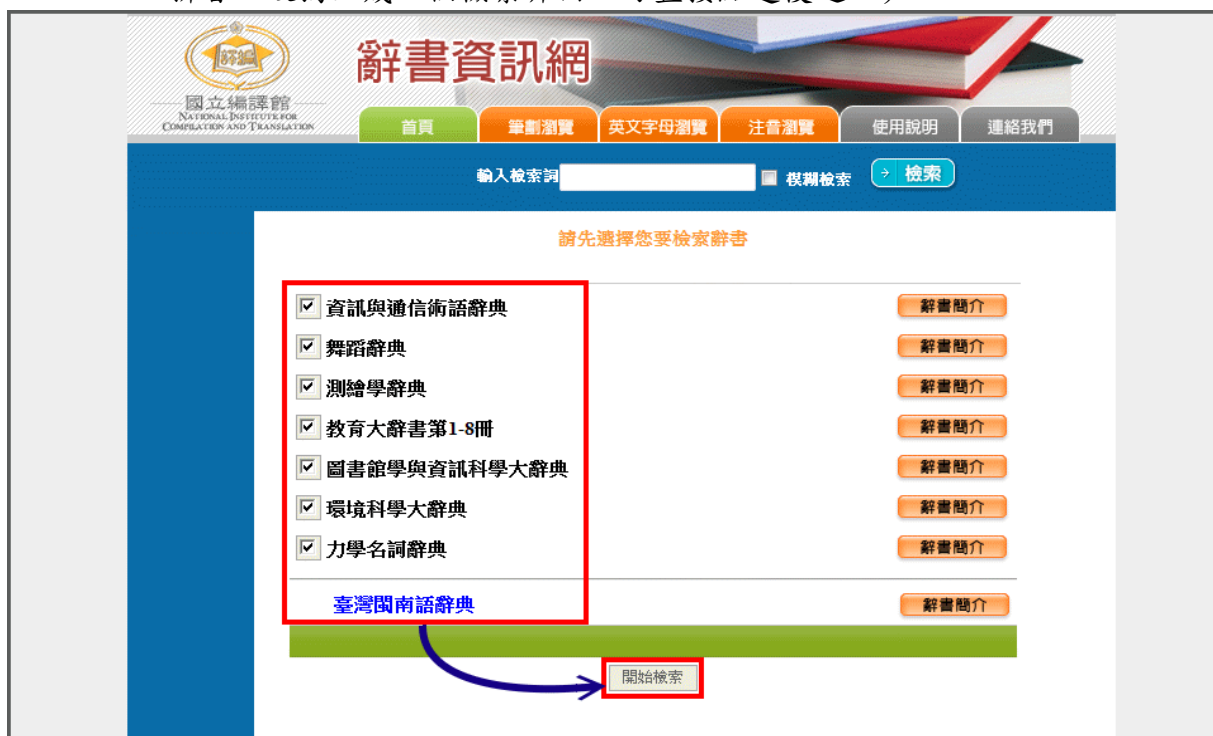 辭編
國立編譯館
NATIONAL INSTITUTE FOR
COMPILATION AND TRANSLATION
辭書資訊網
首頁 筆劃瀏覽 英文字母瀏覽 注音瀏覽 使用說明 連絡我們
輸入檢索詞 模糊檢索 檢索
請先選擇您要檢索辭書
資訊與通信術語辭典 辭書簡介
舞蹈辭典 辭書簡介
測繪學辭典 辭書簡介
教育大辭書第1-8冊 辭書簡介
圖書館學與資訊科學大辭典 辭書簡介
環境科學大辭典 辭書簡介
力學名詞辭典 辭書簡介
臺灣閩南語辭典 辭書簡介
開始檢索